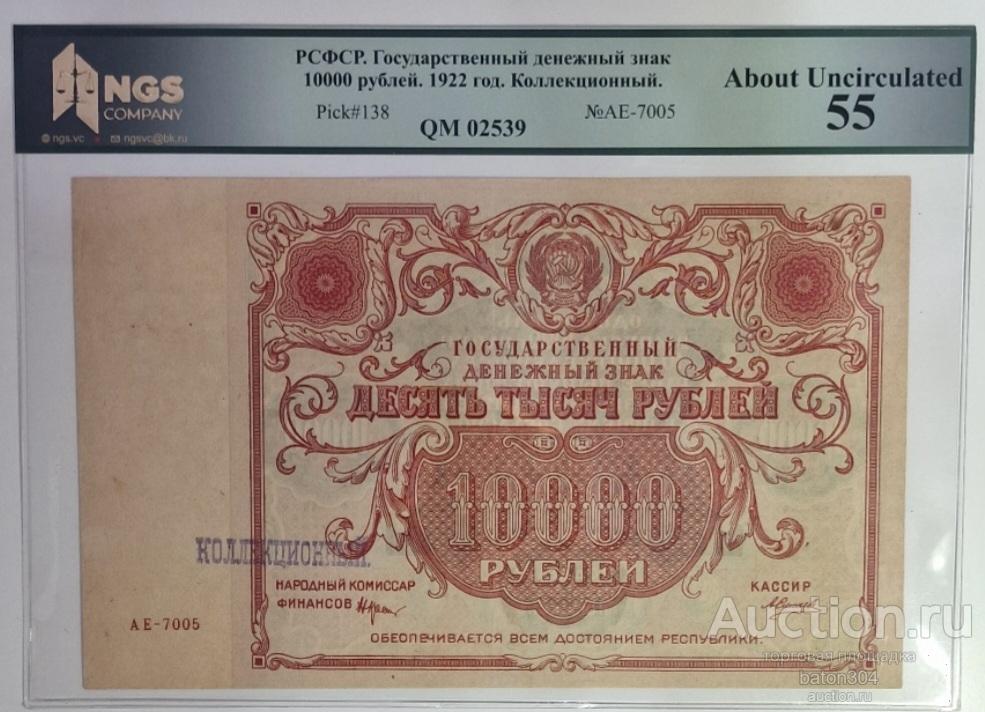 NGS
COMPANY
ngs.vc ngsvc@bk.ru
РСФСР. Государственный денежный знак
10000 рублей. 1922 год. Коллекционный.
Pick#138 №АЕ-7005
QM 02539
About Uncirculated
55
ГОСУДАРСТВЕННЫЙ
ДЕНЕЖНЫЙ ЗНАК
ДЕСЯТЬ ТЫСЯЧ РУБЛЕЙ
10000
РУБЛЕЙ
КОЛЛЕКЦИОННЫЙ.
НАРОДНЫЙ КОМИССАР
ФИНАНСОВ
КАССИР
АЕ-7005
ОБЕСПЕЧИВАЕТСЯ ВСЕМ ДОСТОЯНИЕМ РЕСПУБЛИКИ.
Auction.ru
торговая площадка
baton304
auction.ru